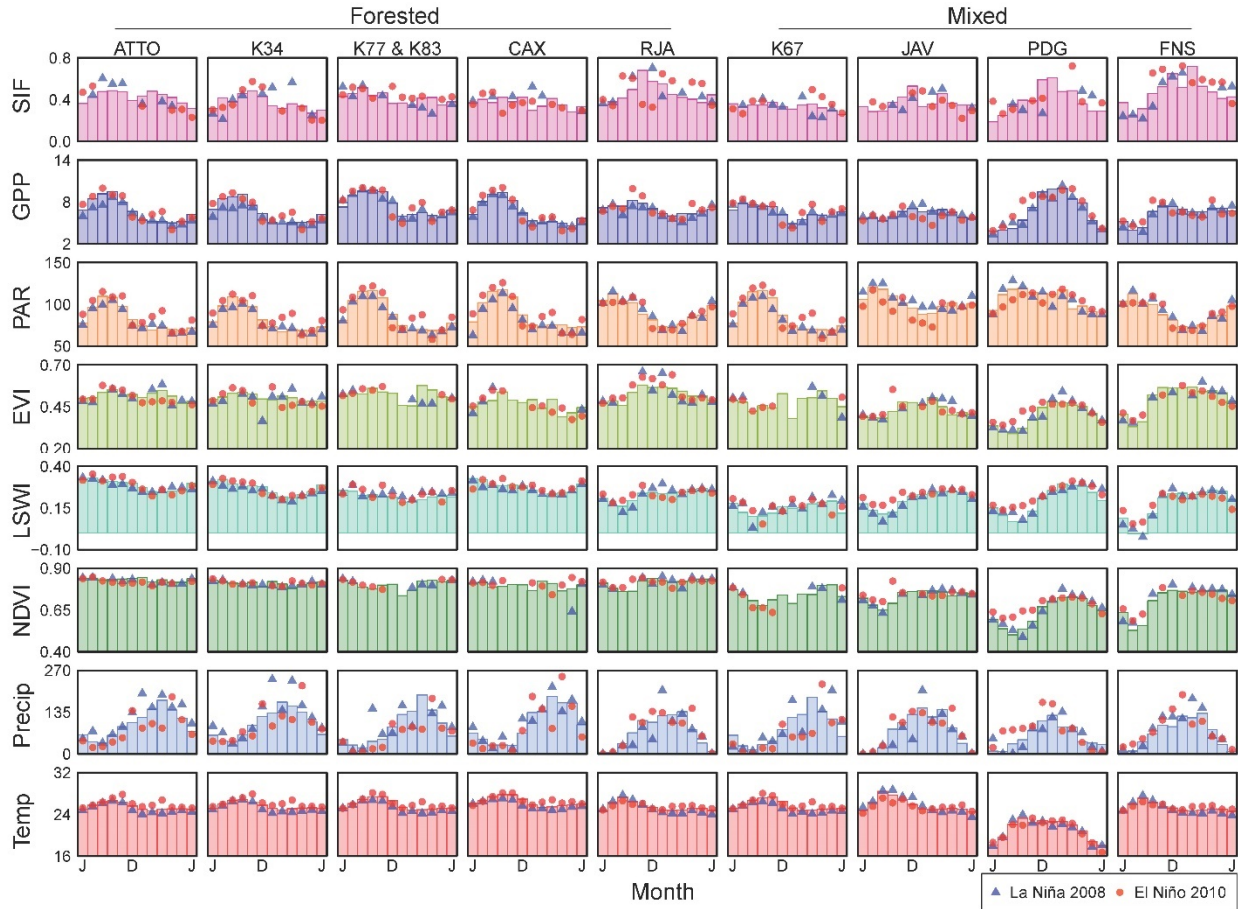 Forested Mixed
ATTO K34 K77 & K83 CAX RJA K67 JAV PDG FNS
SIF 0.8 0.4 0.0
GPP 14 8 2
PAR 150 100 50
EVI 0.70 0.45 0.20
LSWI 0.40 0.15 −0.10
NDVI 0.90 0.65 0.40
Precip 270 135 0
Temp 32 24 16
J D J J D J J D J J D J J D J J D J J D J J D J J D J
Month
La Niña 2008 El Niño 2010